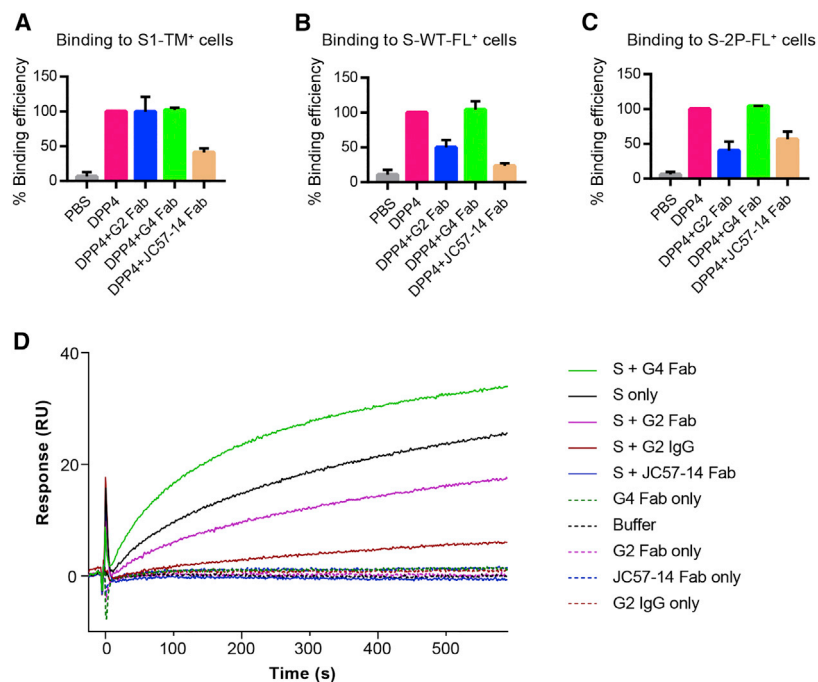 A
Binding to S1-TM⁺ cells
% Binding efficiency
150
100
50
0
PBS
DPP4
DPP4+G2 Fab
DPP4+G4 Fab
DPP4+JC57-14 Fab
B
Binding to S-WT-FL⁺ cells
% Binding efficiency
150
100
50
0
PBS
DPP4
DPP4+G2 Fab
DPP4+G4 Fab
DPP4+JC57-14 Fab
C
Binding to S-2P-FL⁺ cells
% Binding efficiency
150
100
50
0
PBS
DPP4
DPP4+G2 Fab
DPP4+G4 Fab
DPP4+JC57-14 Fab
D
Response (RU)
40
20
0
0
100
200
300
400
500
Time (s)
S + G4 Fab
S only
S + G2 Fab
S + G2 IgG
S + JC57-14 Fab
G4 Fab only
Buffer
G2 Fab only
JC57-14 Fab only
G2 IgG only